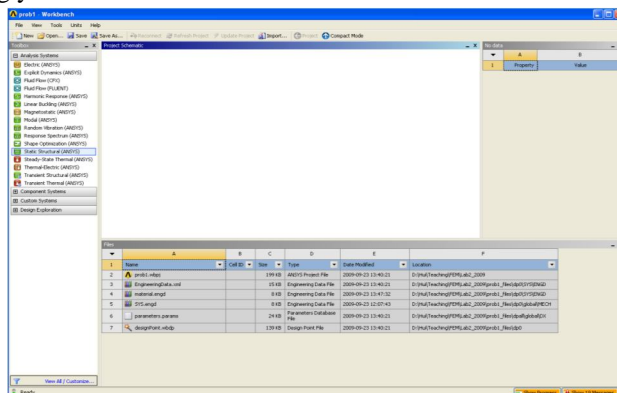 prob1 - Workbench
File View Tools Units Help
New Open... Save Save As... Reconnect Refresh Project Update Project Import... Project Compact Mode
Toolbox
Project Schematic
No data
Analysis Systems
Electric (ANSYS)
Explicit Dynamics (ANSYS)
Fluid Flow (CFX)
Fluid Flow (FLUENT)
Harmonic Response (ANSYS)
Linear Buckling (ANSYS)
Magnetostatic (ANSYS)
Modal (ANSYS)
Random Vibration (ANSYS)
Response Spectrum (ANSYS)
Shape Optimization (ANSYS)
Static Structural (ANSYS)
Steady-State Thermal (ANSYS)
Thermal-Electric (ANSYS)
Transient Structural (ANSYS)
Transient Thermal (ANSYS)
Component Systems
Custom Systems
Design Exploration
View All / Customize...
A B
1 Property Value
Files
A B C D E F
1 Name Cell ID Size Type Date Modified Location
2 prob1.wbpj 199 KB ANSYS Project File 2009-09-23 13:40:21
3 EngineeringData.xml 15 KB Engineering Data File 2009-09-23 13:40:21
4 material.engd 8 KB Engineering Data File 2009-09-23 13:47:32
5 SYS.engd 8 KB Engineering Data File 2009-09-23 12:07:43
6 parameters.params 24 KB Parameters Database File 2009-09-23 13:40:21
7 designPoint.wbdp 139 KB Design Point File 2009-09-23 13:40:21
Ready